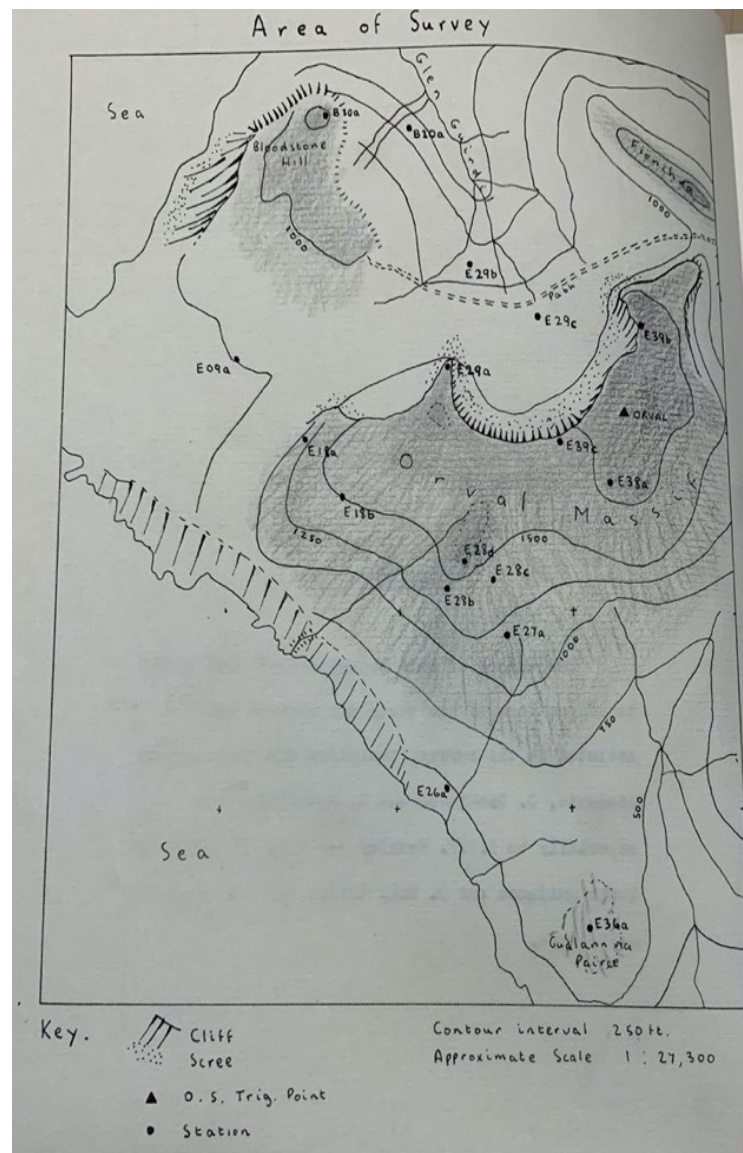 Area of Survey
Sea
Glen Guirdil
B30a
B20a
Bloodstone
Hill
Fionchra
1000
1000
E29b
Path
E29c
E39b
E09a
E29a
ORVAL
E18a
E39c
E38a
Orval Massif
E18b
1250
1500
E28d
E28c
E28b
E27a
1000
750
E26a
500
Sea
E36a
Gualann na
Pairce
Key.
Cliff
Scree
O.S. Trig. Point
Station
Contour interval 250 ft.
Approximate Scale 1 : 27,300